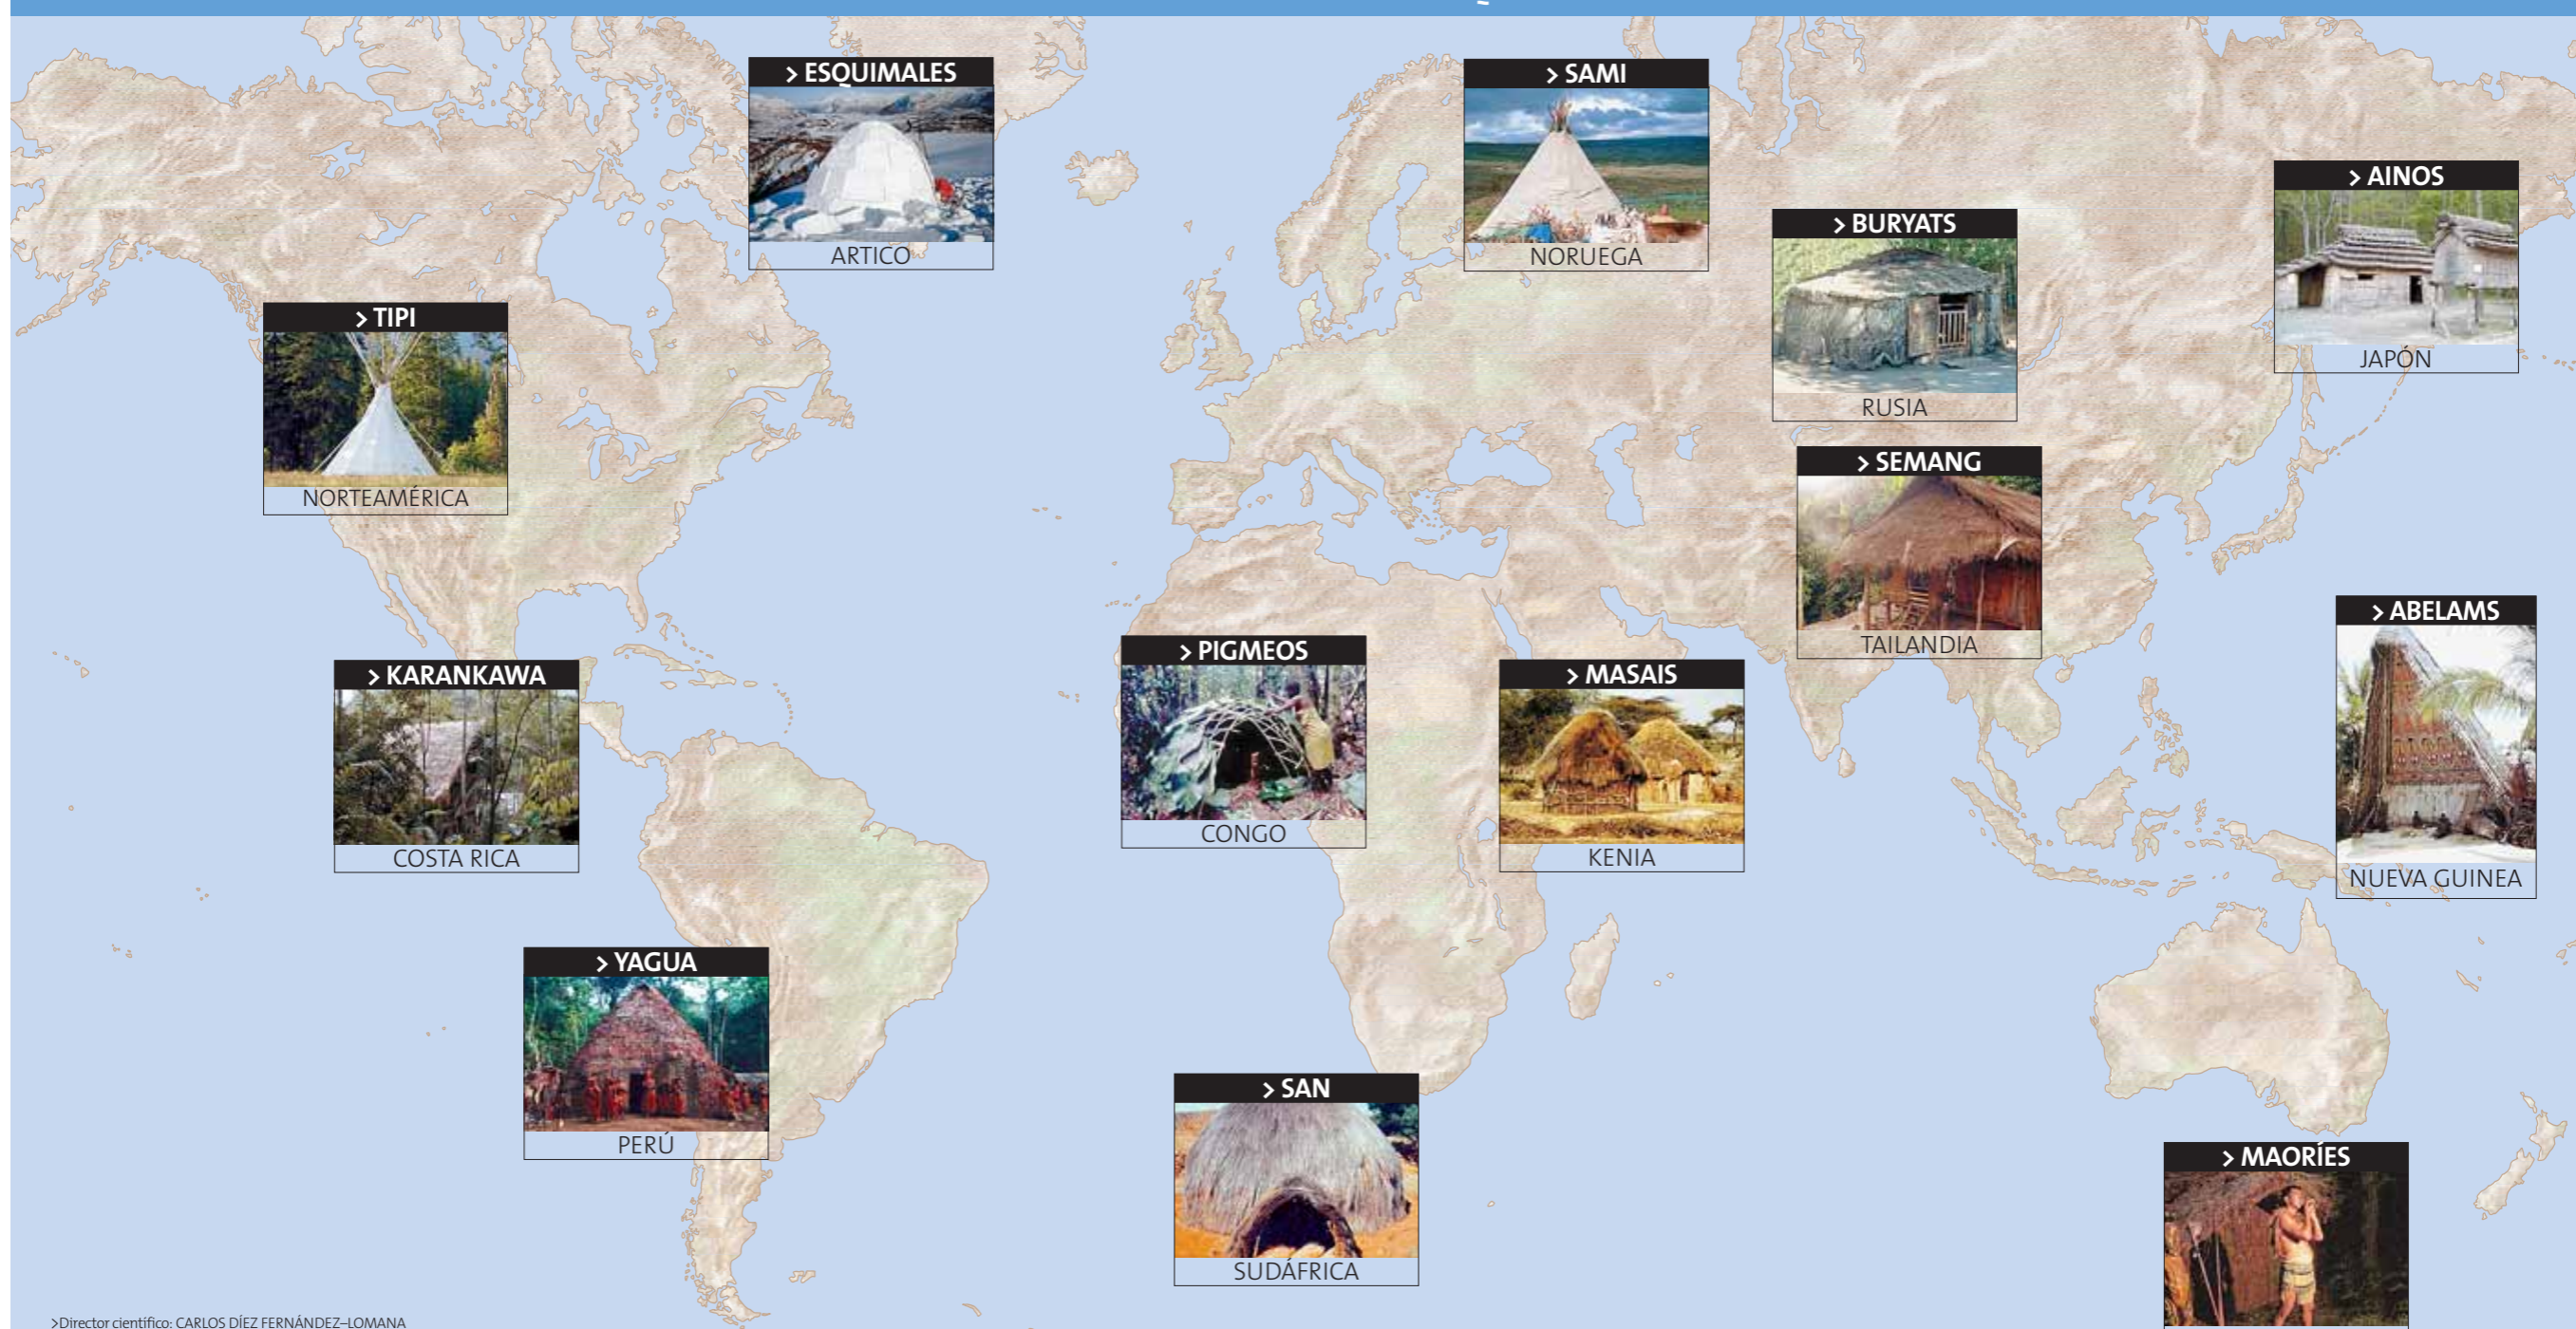 > ESQUIMALES
ARTICO
> SAMI
NORUEGA
> AINOS
JAPÓN
> BURYATS
RUSIA
> TIPI
NORTEAMÉRICA
> SEMANG
TAILANDIA
> ABELAMS
NUEVA GUINEA
> PIGMEOS
CONGO
> KARANKAWA
COSTA RICA
> MASAIS
KENIA
> YAGUA
PERÚ
> SAN
SUDÁFRICA
> MAORÍES
>Director científico: CARLOS DÍEZ FERNÁNDEZ–LOMANA